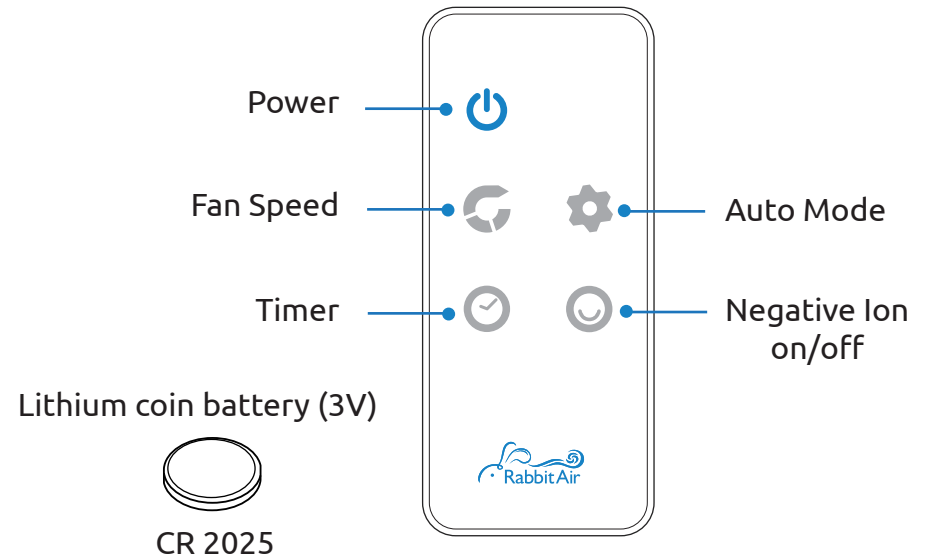 Power
Fan Speed
Auto Mode
Timer
Negative Ion
on/off
Lithium coin battery (3V)
RabbitAir
CR 2025